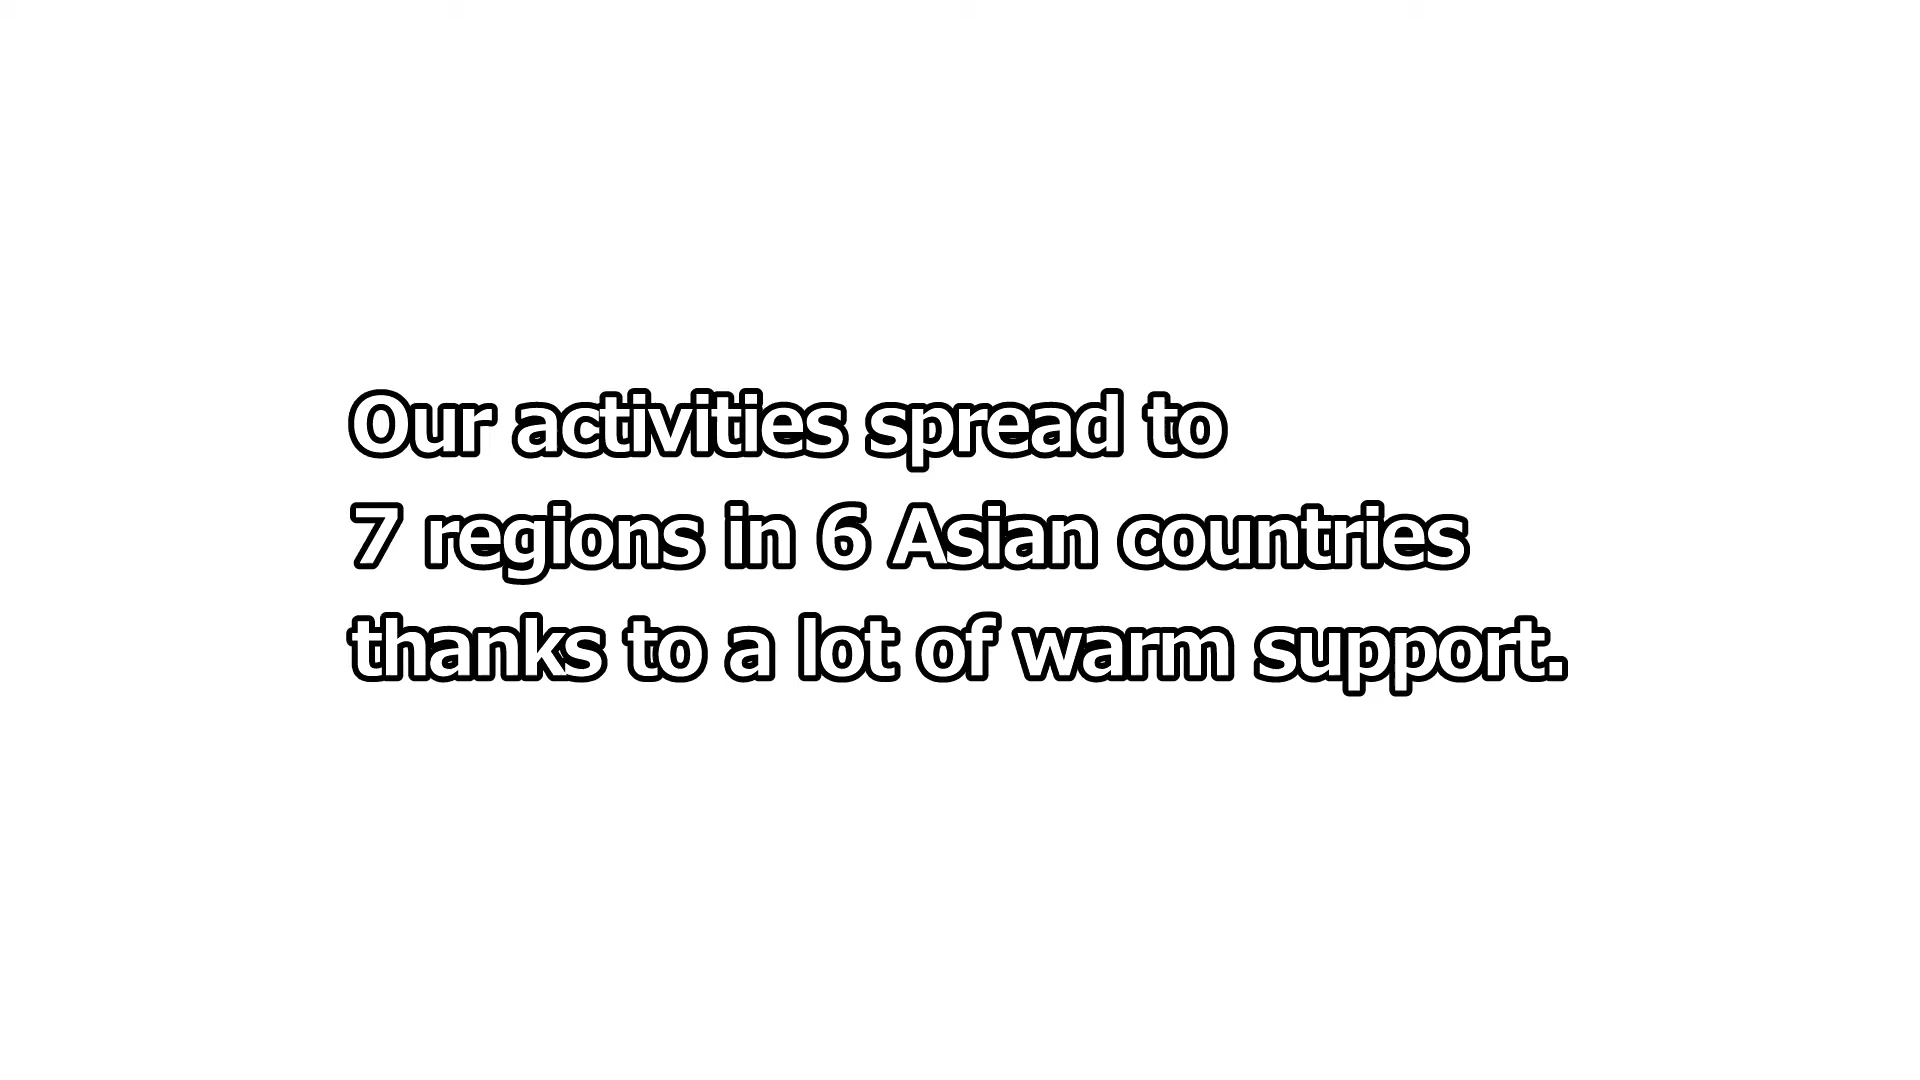 Our activities spread to
7 regions in 6 Asian countries
thanks to a lot of warm support.